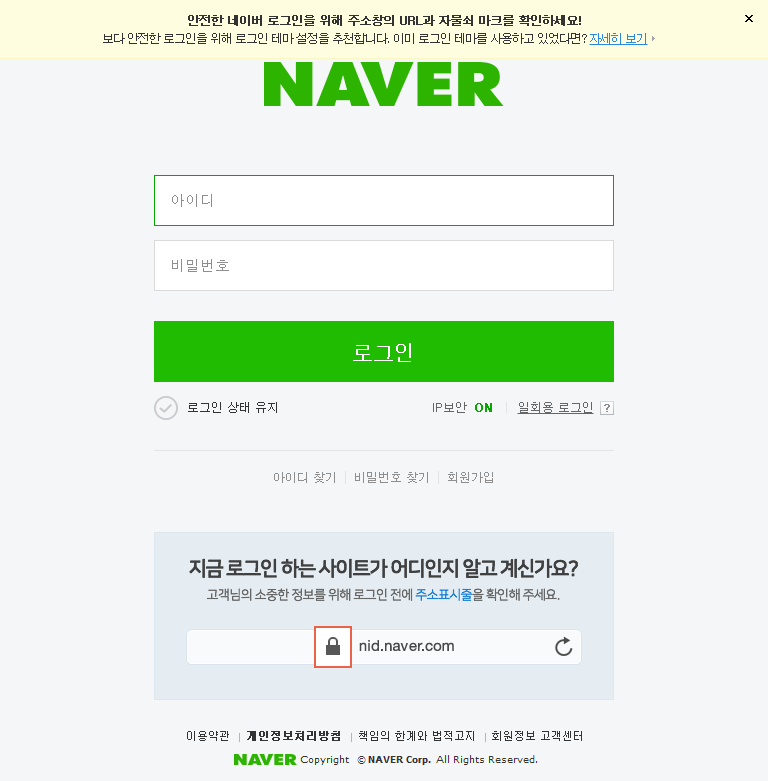 안전한 네이버 로그인을 위해 주소창의 URL과 자물쇠 마크를 확인하세요!
보다 안전한 로그인을 위해 로그인 테마 설정을 추천합니다. 이미 로그인 테마를 사용하고 있었다면? 자세히 보기
NAVER
아이디
비밀번호
로그인
로그인 상태 유지 IP보안 ON 일회용 로그인 ?
아이디 찾기 비밀번호 찾기 회원가입
지금 로그인 하는 사이트가 어디인지 알고 계신가요?
고객님의 소중한 정보를 위해 로그인 전에 주소표시줄을 확인해 주세요.
nid.naver.com
이용약관 개인정보처리방침 책임의 한계와 법적고지 회원정보 고객센터
NAVER Copyright © NAVER Corp. All Rights Reserved.